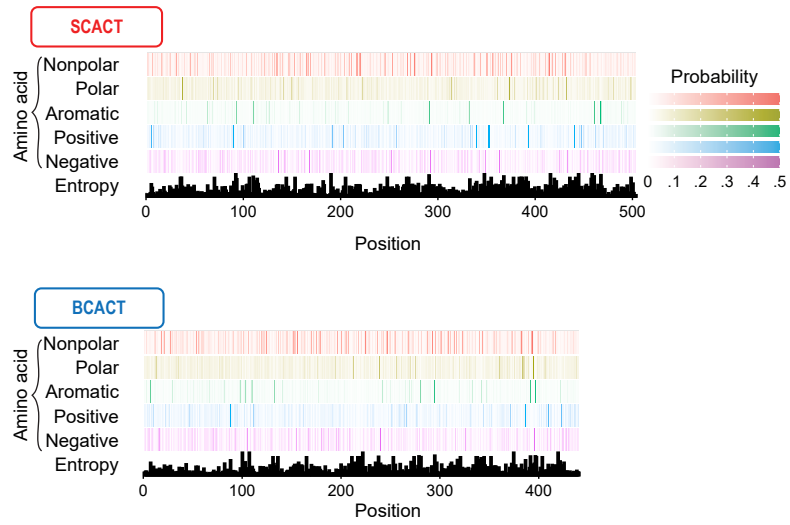 SCACT
Amino acid
Nonpolar
Polar
Aromatic
Positive
Negative
Entropy
0 100 200 300 400 500
Position
Probability
0 .1 .2 .3 .4 .5
BCACT
Amino acid
Nonpolar
Polar
Aromatic
Positive
Negative
Entropy
0 100 200 300 400
Position